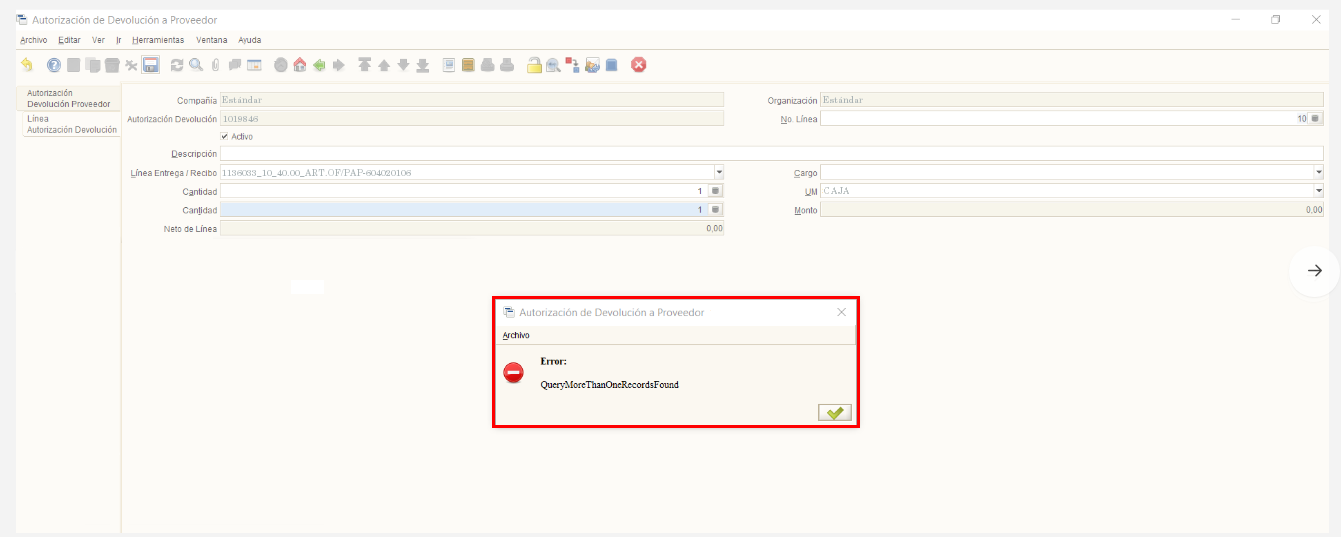 Autorización de Devolución a Proveedor
Archivo Editar Ver Ir Herramientas Ventana Ayuda
Autorización
Devolución Proveedor
Línea
Autorización Devolución
Compañía Estándar Organización Estándar
Autorización Devolución 1019846 No. Línea 10
Activo
Descripción
Línea Entrega / Recibo 1136033_10_40.00_ART.OF/PAP-604020106 Cargo
Cantidad 1 UM CAJA
Cantidad 1 Monto 0,00
Neto de Línea 0,00
Autorización de Devolución a Proveedor
Archivo
Error:
QueryMoreThanOneRecordsFound